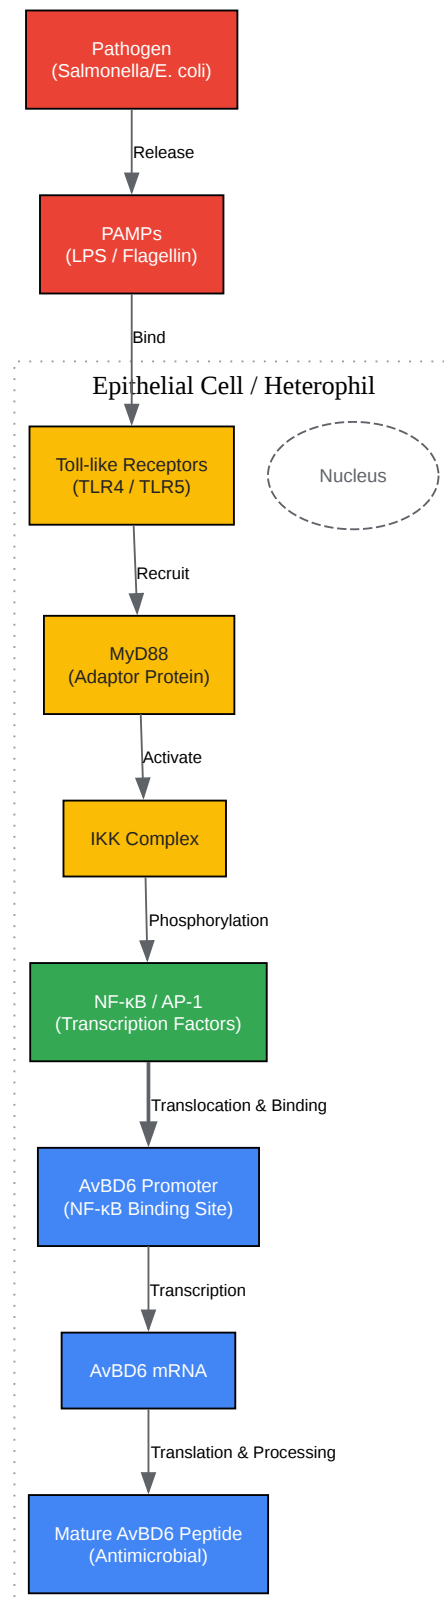 Pathogen
(Salmonella/E. coli)
Release
PAMPs
(LPS / Flagellin)
Bind
Epithelial Cell / Heterophil
Toll-like Receptors
(TLR4 / TLR5)
Nucleus
Recruit
MyD88
(Adaptor Protein)
Activate
IKK Complex
Phosphorylation
NF-κB / AP-1
(Transcription Factors)
Translocation & Binding
AvBD6 Promoter
(NF-κB Binding Site)
Transcription
AvBD6 mRNA
Translation & Processing
Mature AvBD6 Peptide
(Antimicrobial)